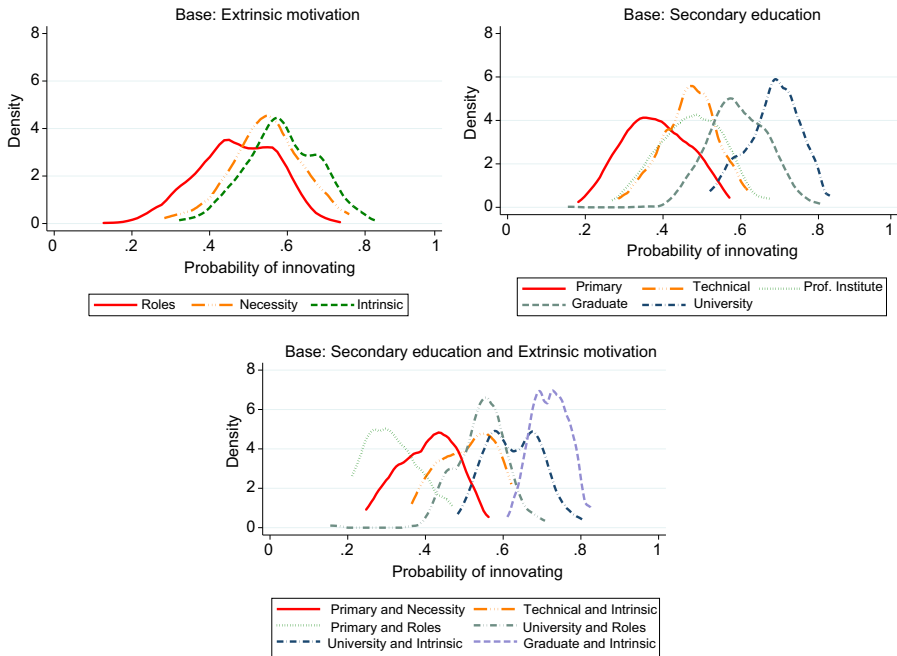 Base: Extrinsic motivation
8
6
4
2
0
Density
0 .2 .4 .6 .8 1
Probability of innovating
Roles Necessity Intrinsic
Base: Secondary education
8
6
4
2
0
Density
0 .2 .4 .6 .8 1
Probability of innovating
Primary Technical Prof. Institute
Graduate University
Base: Secondary education and Extrinsic motivation
8
6
4
2
0
Density
0 .2 .4 .6 .8 1
Probability of innovating
Primary and Necessity Technical and Intrinsic
Primary and Roles University and Roles
University and Intrinsic Graduate and Intrinsic